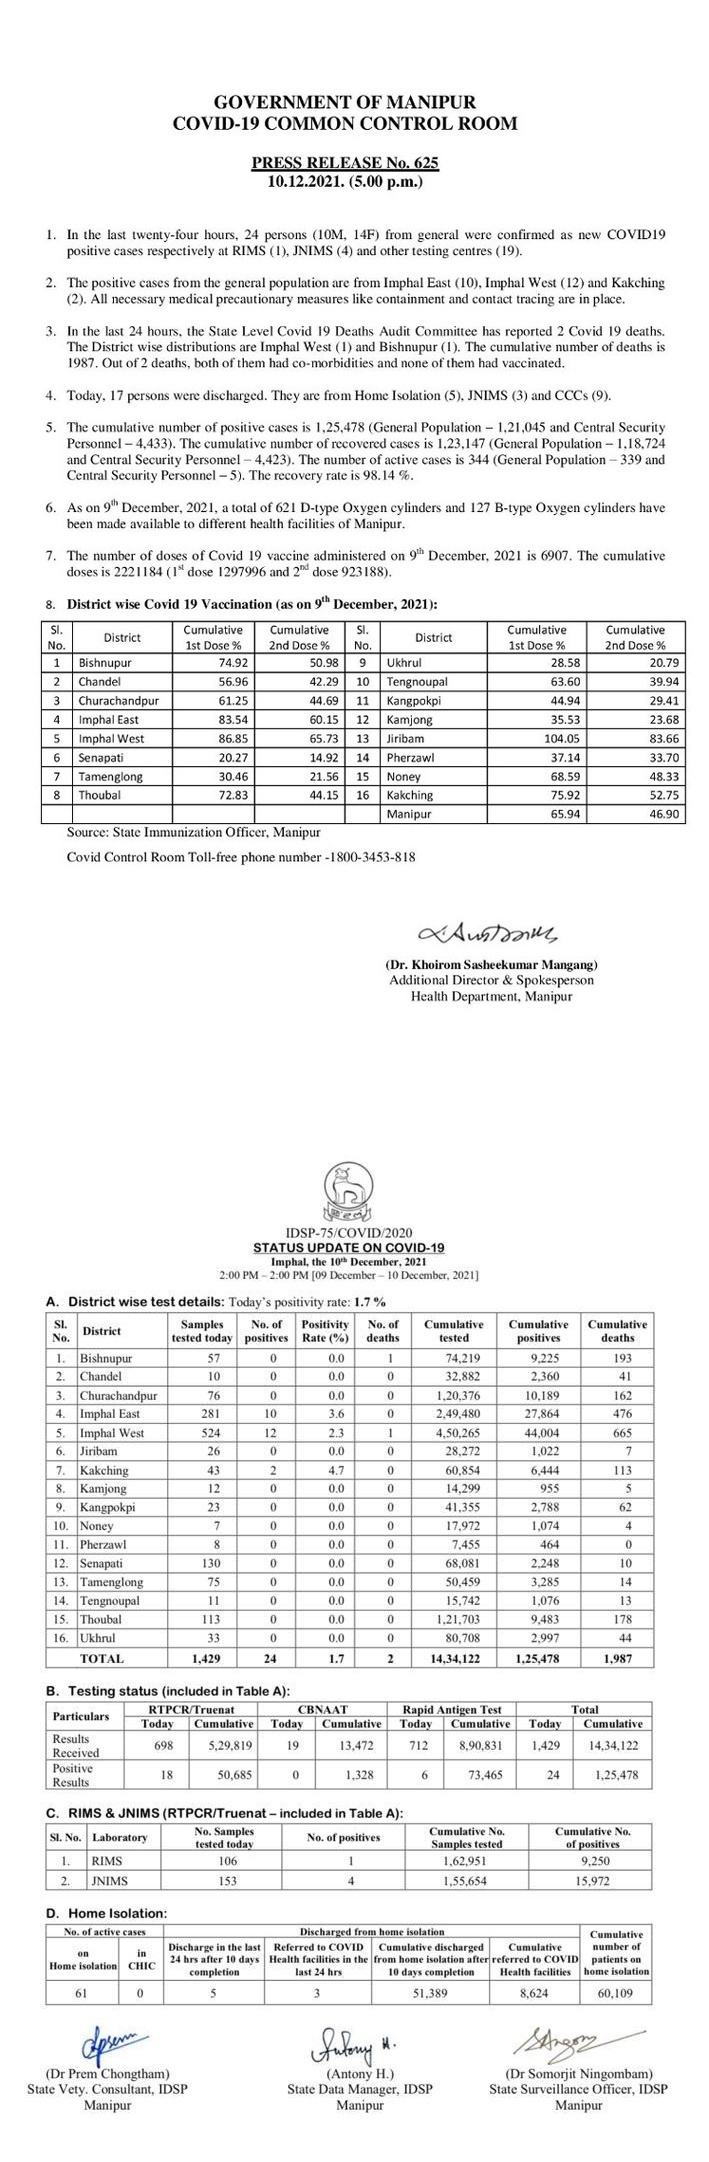 GOVERNMENT OF MANIPUR
COVID-19 COMMON CONTROL ROOM
PRESS RELEASE No. 625
10.12.2021. (5.00 p.m.)
1. In the last twenty-four hours, 24 persons (10M, 14F) from general were confirmed as new COVID19
positive cases respectively at RIMS (1), JNIMS (4) and other testing centres (19).
2. The positive cases from the general population are from Imphal East (10), Imphal West (12) and Kakching
(2). All necessary medical precautionary measures like containment and contact tracing are in place.
3. In the last 24 hours, the State Level Covid 19 Deaths Audit Committee has reported 2 Covid 19 deaths.
The District wise distributions are Imphal West (1) and Bishnupur (1). The cumulative number of deaths is
1987. Out of 2 deaths, both of them had co-morbidities and none of them had vaccinated.
4. Today, 17 persons were discharged. They are from Home Isolation (5), JNIMS (3) and CCCs (9).
5. The cumulative number of positive cases is 1,25,478 (General Population – 1,21,045 and Central Security
Personnel – 4,433). The cumulative number of recovered cases is 1,23,147 (General Population – 1,18,724
and Central Security Personnel – 4,423). The number of active cases is 344 (General Population – 339 and
Central Security Personnel – 5). The recovery rate is 98.14 %.
6. As on 9th December, 2021, a total of 621 D-type Oxygen cylinders and 127 B-type Oxygen cylinders have
been made available to different health facilities of Manipur.
7. The number of doses of Covid 19 vaccine administered on 9th December, 2021 is 6907. The cumulative
doses is 2221184 (1st dose 1297996 and 2nd dose 923188).
8. District wise Covid 19 Vaccination (as on 9th December, 2021):
Sl. No. District Cumulative 1st Dose % Cumulative 2nd Dose % Sl. No. District Cumulative 1st Dose % Cumulative 2nd Dose %
1 Bishnupur 74.92 50.98 9 Ukhrul 28.58 20.79
2 Chandel 56.96 42.29 10 Tengnoupal 63.60 39.94
3 Churachandpur 61.25 44.69 11 Kangpokpi 44.94 29.41
4 Imphal East 83.54 60.15 12 Kamjong 35.53 23.68
5 Imphal West 86.85 65.73 13 Jiribam 104.05 83.66
6 Senapati 20.27 14.92 14 Pherzawl 37.14 33.70
7 Tamenglong 30.46 21.56 15 Noney 68.59 48.33
8 Thoubal 72.83 44.15 16 Kakching 75.92 52.75
Manipur 65.94 46.90
Source: State Immunization Officer, Manipur
Covid Control Room Toll-free phone number -1800-3453-818
(Dr. Khoirom Sasheekumar Mangang)
Additional Director & Spokesperson
Health Department, Manipur
IDSP-75/COVID/2020
STATUS UPDATE ON COVID-19
Imphal, the 10th December, 2021
2:00 PM – 2:00 PM [09 December – 10 December, 2021]
A. District wise test details: Today's positivity rate: 1.7 %
Sl. No. District Samples tested today No. of positives Positivity Rate (%) No. of deaths Cumulative tested Cumulative positives Cumulative deaths
1. Bishnupur 57 0 0.0 1 74,219 9,225 193
2. Chandel 10 0 0.0 0 32,882 2,360 41
3. Churachandpur 76 0 0.0 0 1,20,376 10,189 162
4. Imphal East 281 10 3.6 0 2,49,480 27,864 476
5. Imphal West 524 12 2.3 1 4,50,265 44,004 665
6. Jiribam 26 0 0.0 0 28,272 1,022 7
7. Kakching 43 2 4.7 0 60,854 6,444 113
8. Kamjong 12 0 0.0 0 14,299 955 5
9. Kangpokpi 23 0 0.0 0 41,355 2,788 62
10. Noney 7 0 0.0 0 17,972 1,074 4
11. Pherzawl 8 0 0.0 0 7,455 464 0
12. Senapati 130 0 0.0 0 68,081 2,248 10
13. Tamenglong 75 0 0.0 0 50,459 3,285 14
14. Tengnoupal 11 0 0.0 0 15,742 1,076 13
15. Thoubal 113 0 0.0 0 1,21,703 9,483 178
16. Ukhrul 33 0 0.0 0 80,708 2,997 44
TOTAL 1,429 24 1.7 2 14,34,122 1,25,478 1,987
B. Testing status (included in Table A):
Particulars RTPCR/Truenat CBNAAT Rapid Antigen Test Total
Today Cumulative Today Cumulative Today Cumulative Today Cumulative
Results Received 698 5,29,819 19 13,472 712 8,90,831 1,429 14,34,122
Positive Results 18 50,685 0 1,328 6 73,465 24 1,25,478
C. RIMS & JNIMS (RTPCR/Truenat – included in Table A):
Sl. No. Laboratory No. Samples tested today No. of positives Cumulative No. Samples tested Cumulative No. of positives
1. RIMS 106 1 1,62,951 9,250
2. JNIMS 153 4 1,55,654 15,972
D. Home Isolation:
No. of active cases Discharged from home isolation Cumulative number of patients on home isolation
on Home isolation in CHIC Discharge in the last 24 hrs after 10 days completion Referred to COVID Health facilities in the last 24 hrs Cumulative discharged from home isolation after 10 days completion Cumulative referred to COVID Health facilities
61 0 5 3 51,389 8,624 60,109
Antony H.
(Dr Prem Chongtham) (Antony H.) (Dr Somorjit Ningombam)
State Vety. Consultant, IDSP State Data Manager, IDSP State Surveillance Officer, IDSP
Manipur Manipur Manipur